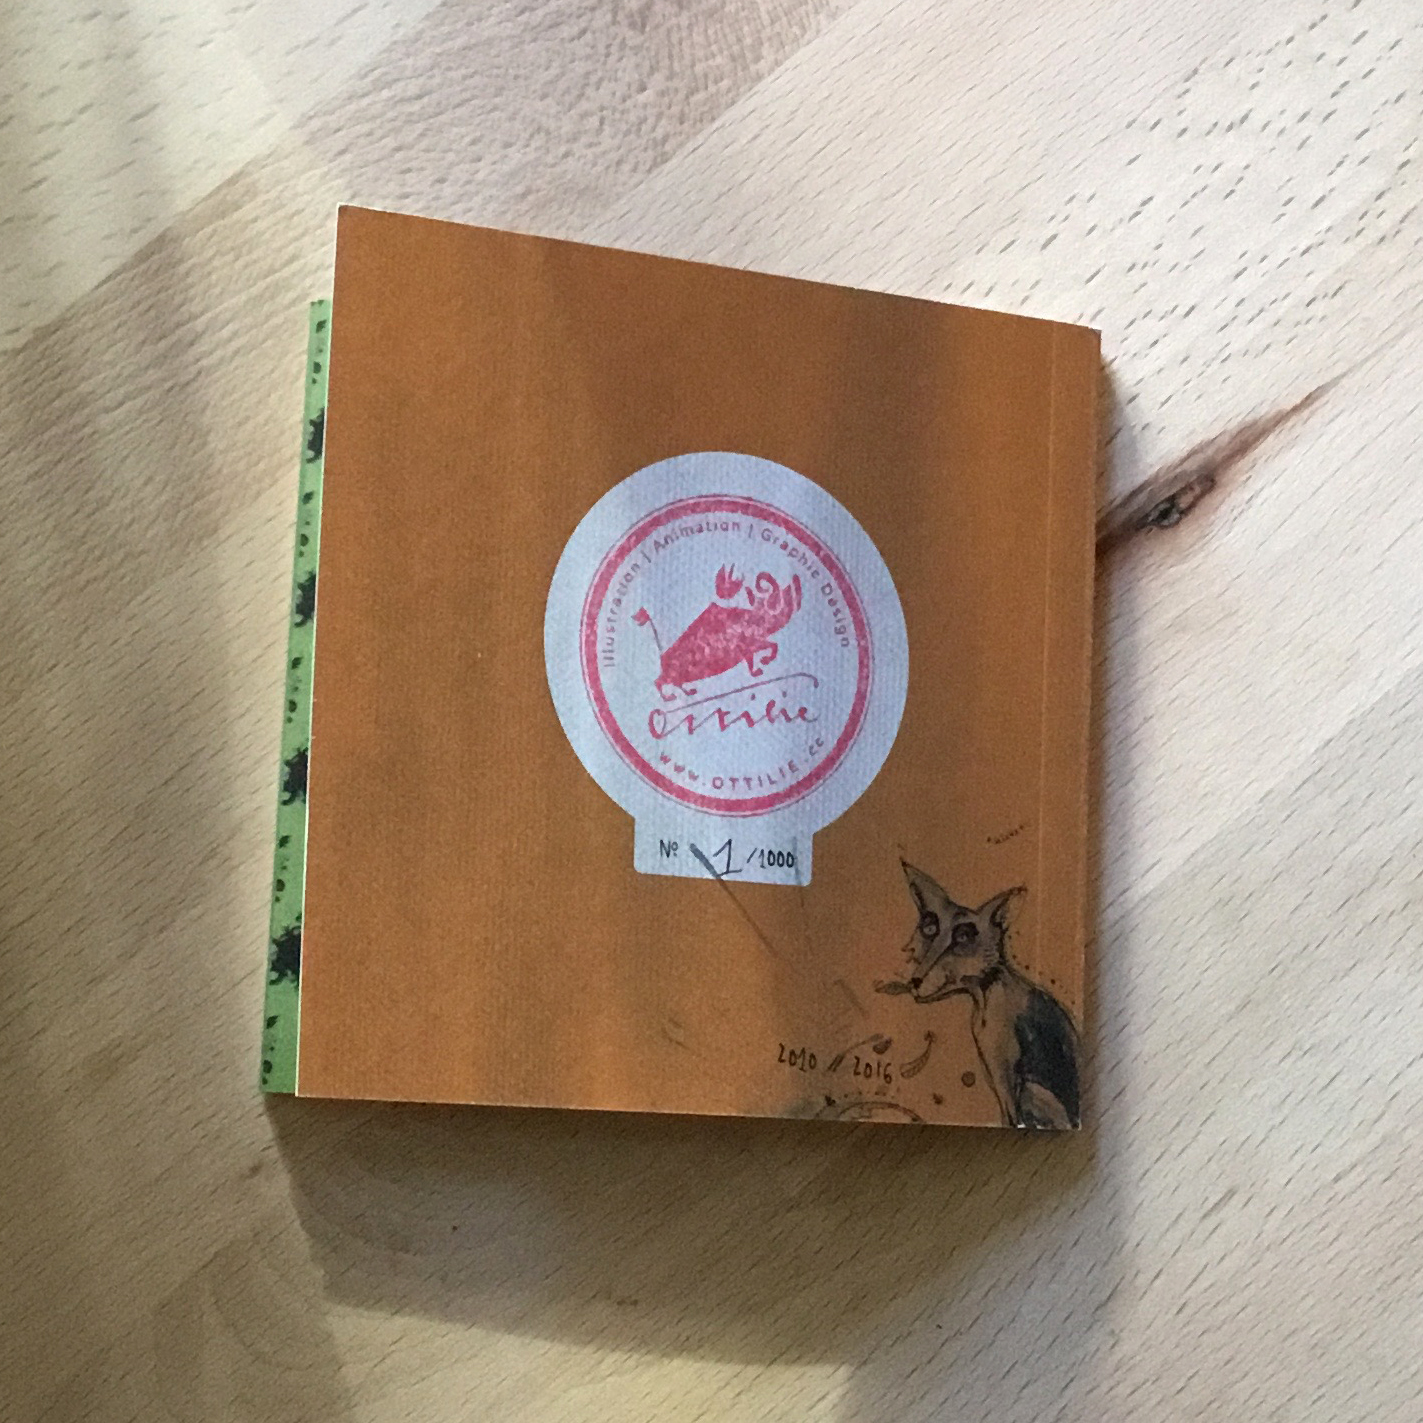 Illustration | Animation | Graphic Design
Ottilie
www.OTTILIE.cc
Nº 1/1000
2010 // 2016